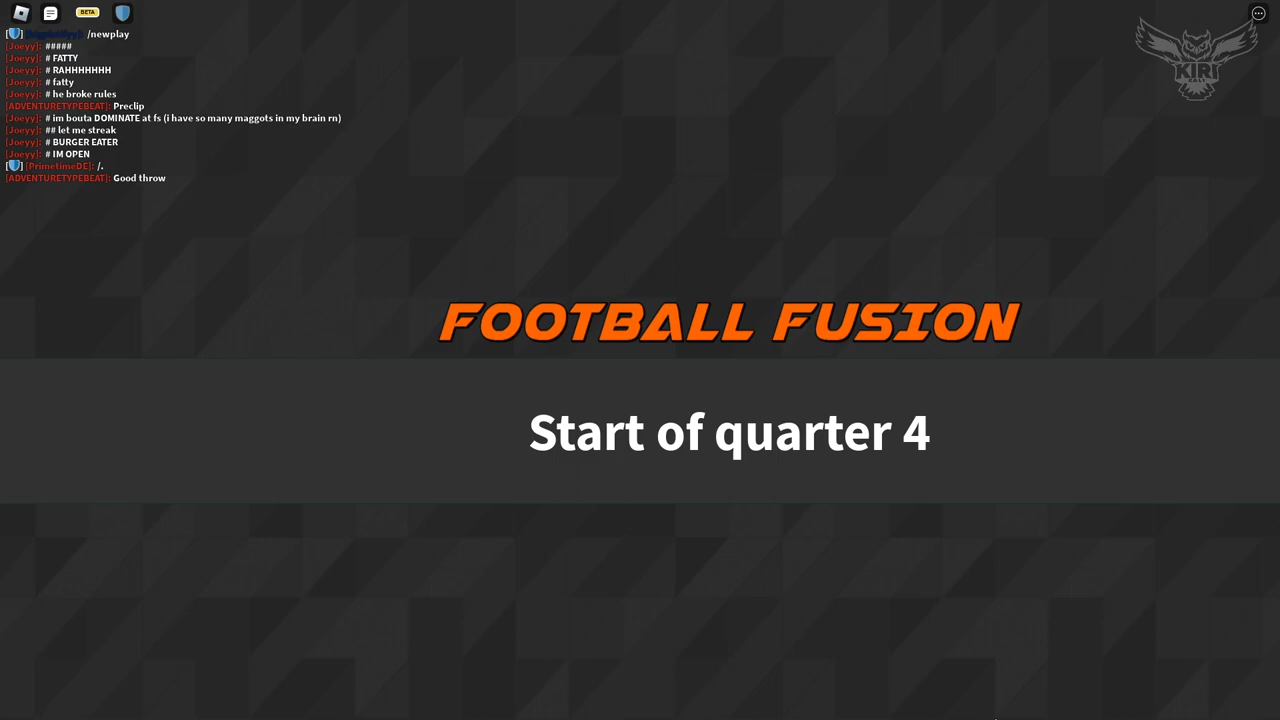 BETA
/newplay
[Joeyy]: #####
[Joeyy]: # FATTY
[Joeyy]: # RAHHHHHHH
[Joeyy]: # fatty
[Joeyy]: # he broke rules
[ADVENTURETYPEBEAT]: Preclip
[Joeyy]: # im bouta DOMINATE at fs (i have so many maggots in my brain rn)
[Joeyy]: ## let me streak
[Joeyy]: # BURGER EATER
[Joeyy]: # IM OPEN
[PrimetimeDE]: /.
[ADVENTURETYPEBEAT]: Good throw
KIRI
FOOTBALL FUSION
Start of quarter 4